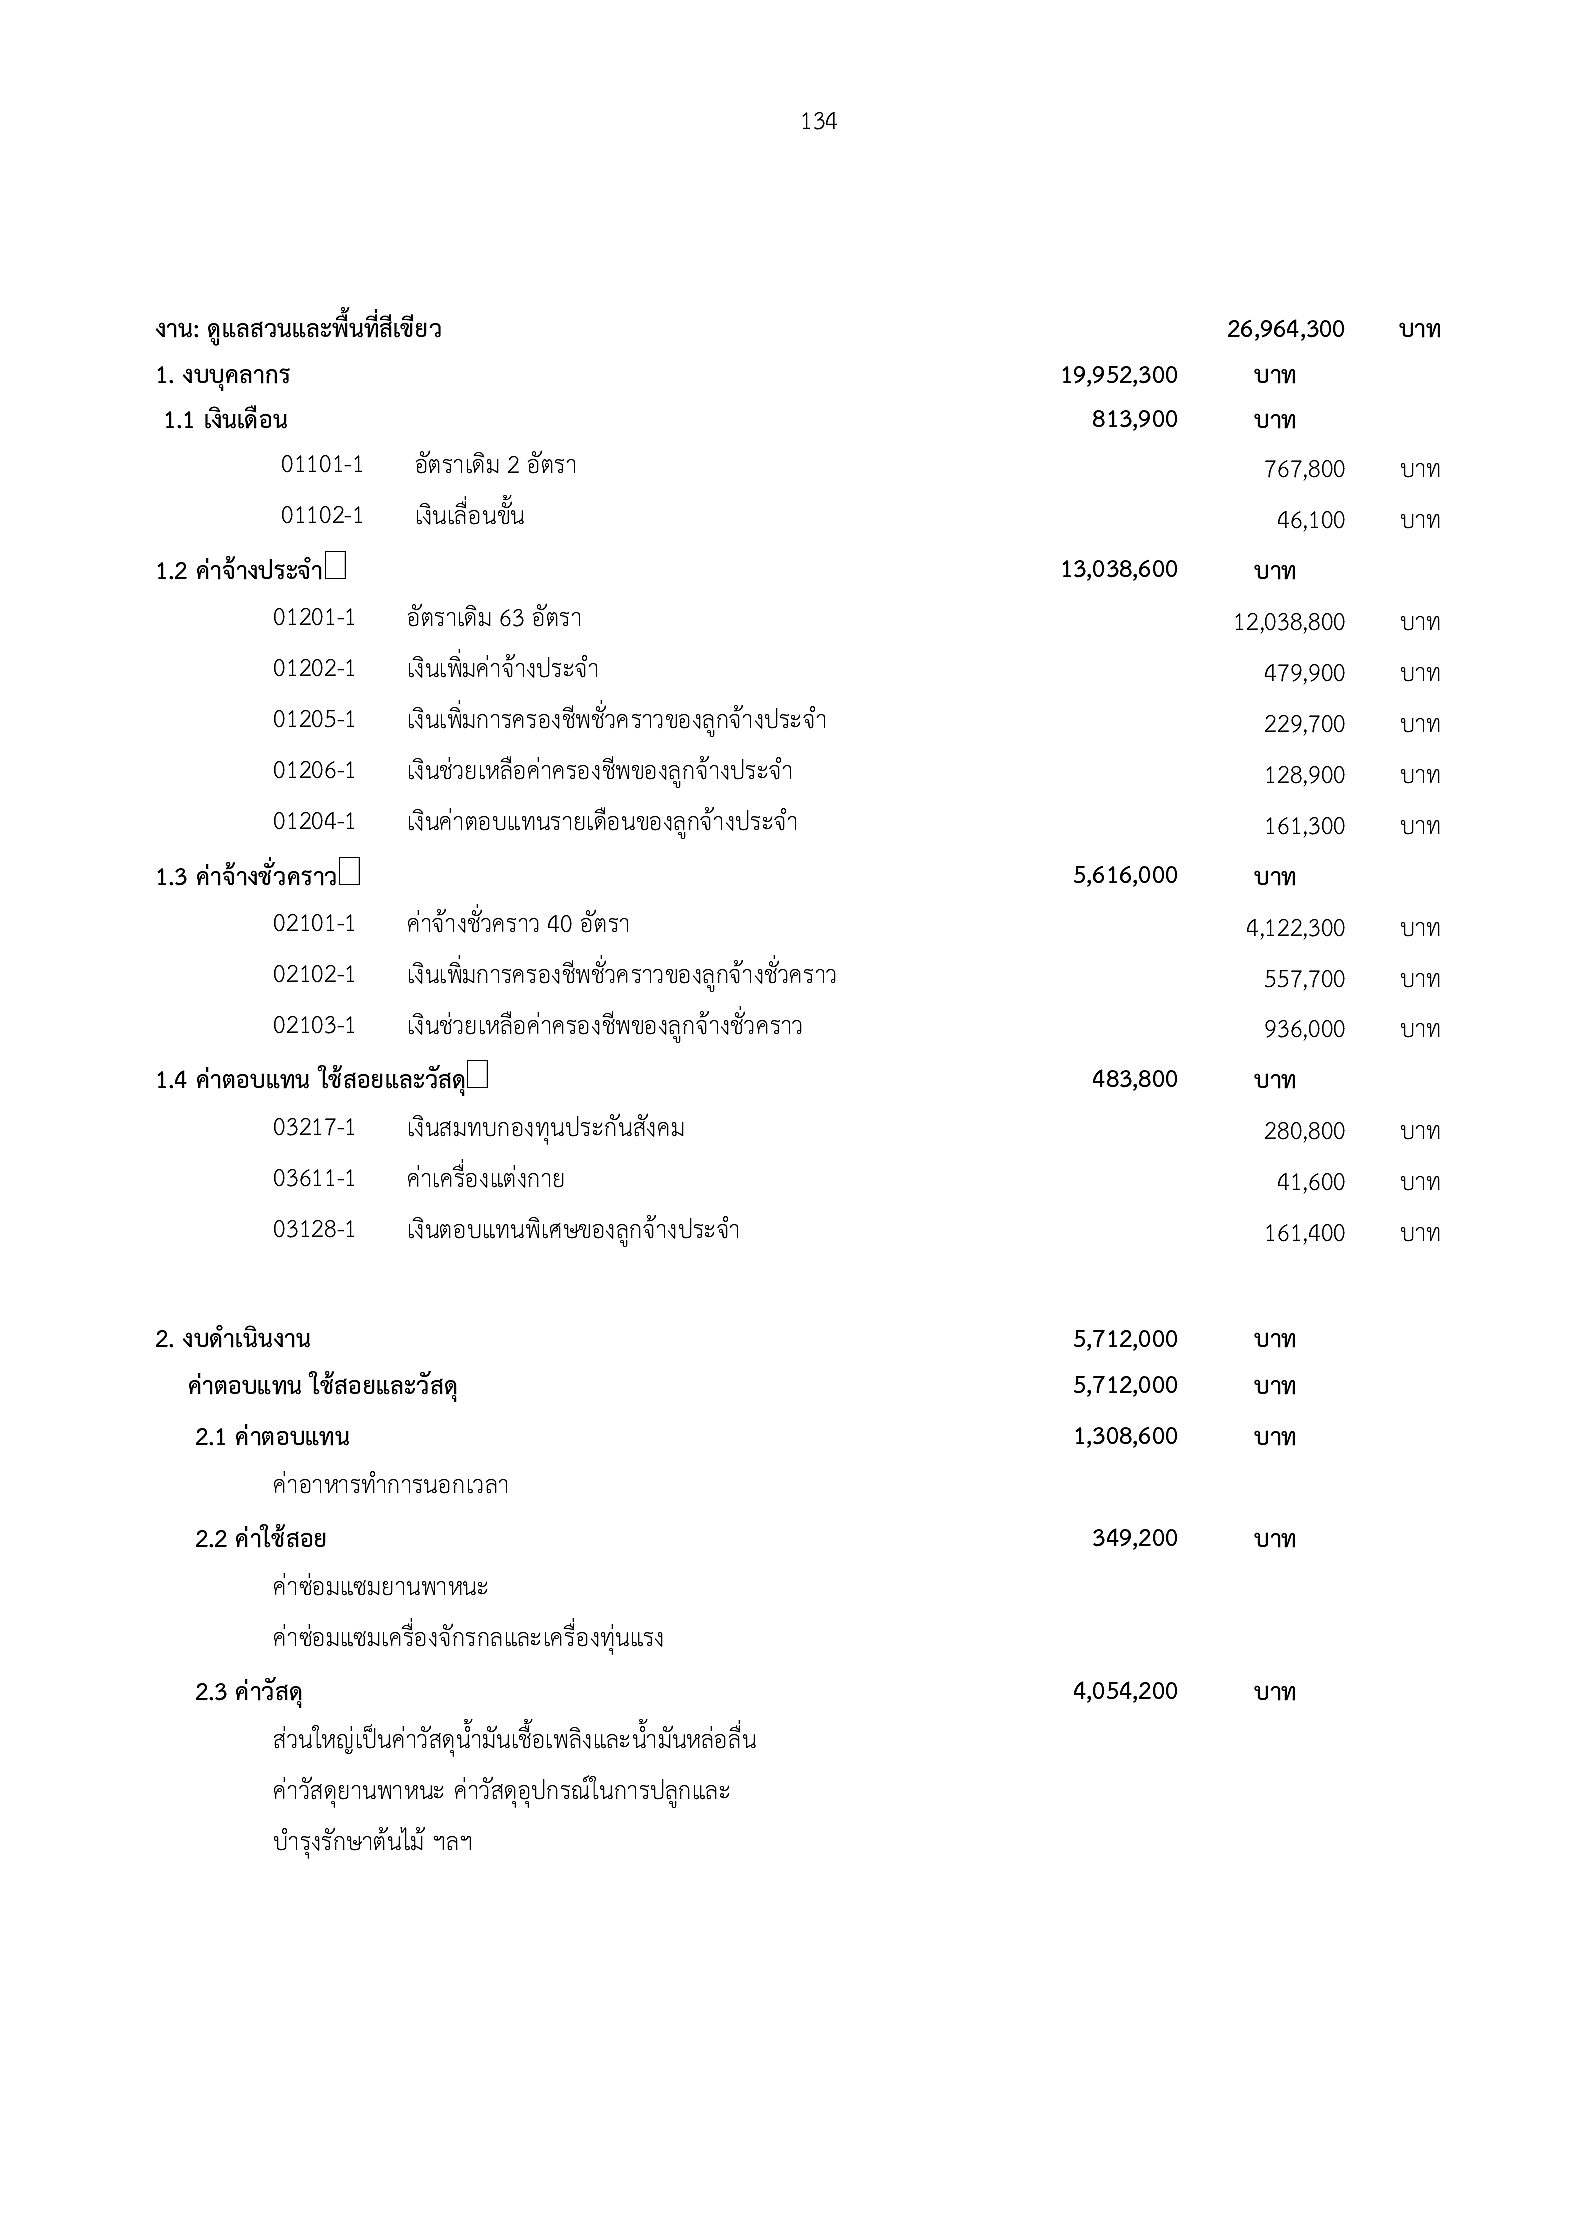 134
งาน: ดูแลสวนและพื้นที่สีเขียว 26,964,300 บาท
1. งบบุคลากร 19,952,300 บาท
1.1 เงินเดือน 813,900 บาท
01101-1 อัตราเดิม 2 อัตรา 767,800 บาท
01102-1 เงินเลื่อนขั้น 46,100 บาท
1.2 ค่าจ้างประจำ 13,038,600 บาท
01201-1 อัตราเดิม 63 อัตรา 12,038,800 บาท
01202-1 เงินเพิ่มค่าจ้างประจำ 479,900 บาท
01205-1 เงินเพิ่มการครองชีพชั่วคราวของลูกจ้างประจำ 229,700 บาท
01206-1 เงินช่วยเหลือค่าครองชีพของลูกจ้างประจำ 128,900 บาท
01204-1 เงินค่าตอบแทนรายเดือนของลูกจ้างประจำ 161,300 บาท
1.3 ค่าจ้างชั่วคราว 5,616,000 บาท
02101-1 ค่าจ้างชั่วคราว 40 อัตรา 4,122,300 บาท
02102-1 เงินเพิ่มการครองชีพชั่วคราวของลูกจ้างชั่วคราว 557,700 บาท
02103-1 เงินช่วยเหลือค่าครองชีพของลูกจ้างชั่วคราว 936,000 บาท
1.4 ค่าตอบแทน ใช้สอยและวัสดุ 483,800 บาท
03217-1 เงินสมทบกองทุนประกันสังคม 280,800 บาท
03611-1 ค่าเครื่องแต่งกาย 41,600 บาท
03128-1 เงินตอบแทนพิเศษของลูกจ้างประจำ 161,400 บาท
2. งบดำเนินงาน 5,712,000 บาท
ค่าตอบแทน ใช้สอยและวัสดุ 5,712,000 บาท
2.1 ค่าตอบแทน 1,308,600 บาท
ค่าอาหารทำการนอกเวลา
2.2 ค่าใช้สอย 349,200 บาท
ค่าซ่อมแซมยานพาหนะ
ค่าซ่อมแซมเครื่องจักรกลและเครื่องทุ่นแรง
2.3 ค่าวัสดุ 4,054,200 บาท
ส่วนใหญ่เป็นค่าวัสดุน้ำมันเชื้อเพลิงและน้ำมันหล่อลื่น
ค่าวัสดุยานพาหนะ ค่าวัสดุอุปกรณ์ในการปลูกและ
บำรุงรักษาต้นไม้ ฯลฯ